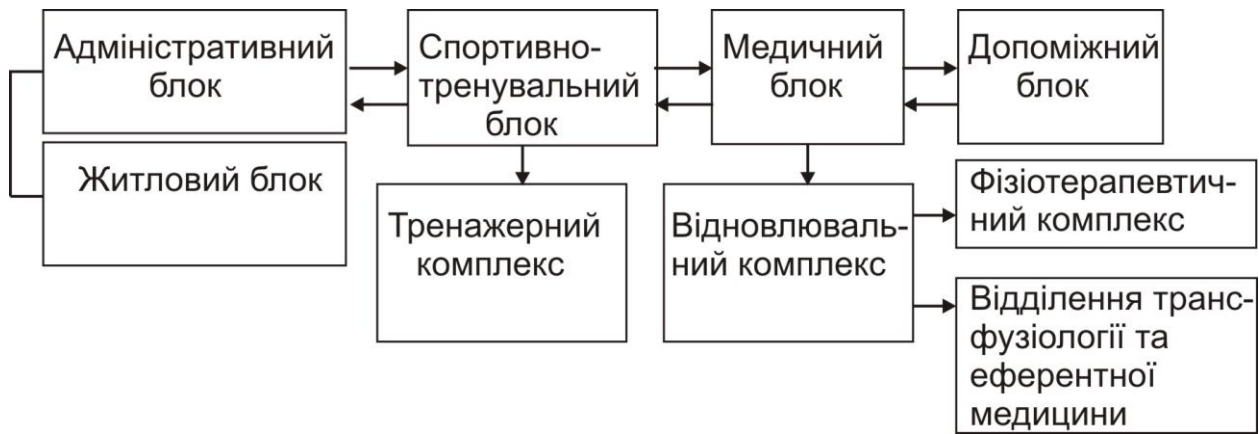 Адміністративний
блок
Спортивно-
тренувальний
блок
Медичний
блок
Допоміжний
блок
Житловий блок
Тренажерний
комплекс
Відновлюваль-
ний комплекс
Фізіотерапевтич-
ний комплекс
Відділення транс-
фузіології та
еферентної
медицини